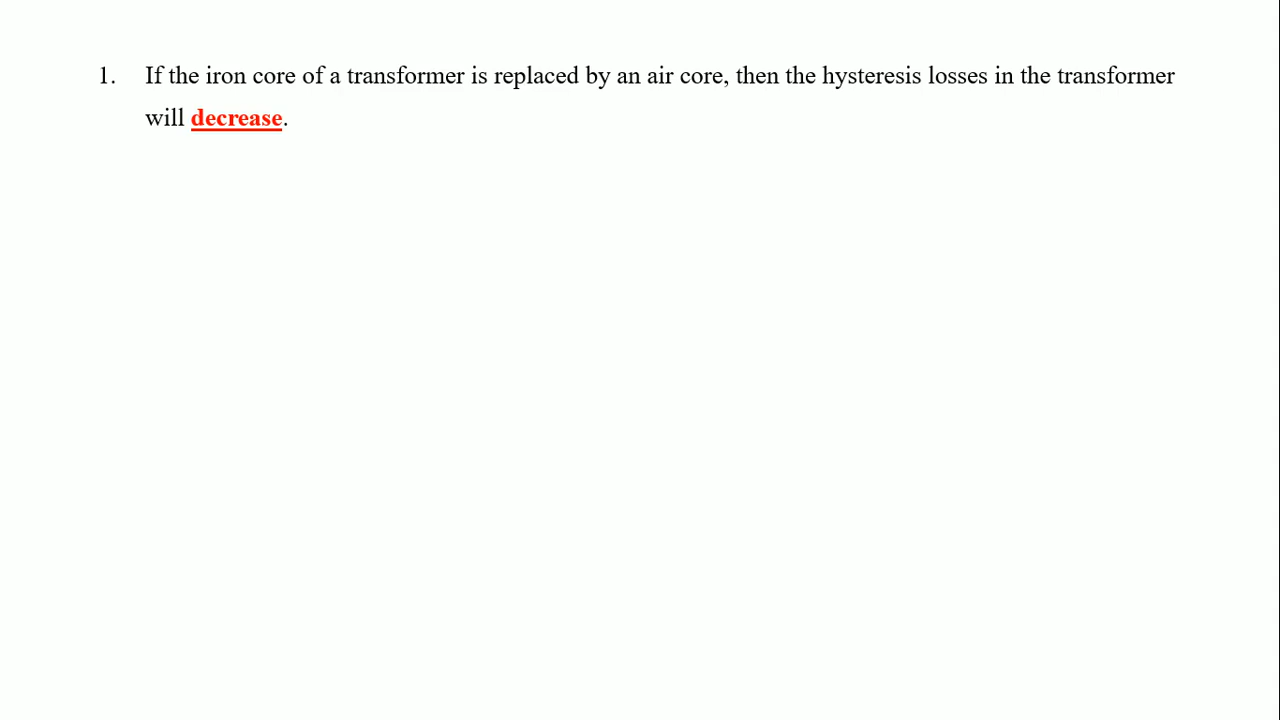 1. If the iron core of a transformer is replaced by an air core, then the hysteresis losses in the transformer
will decrease.